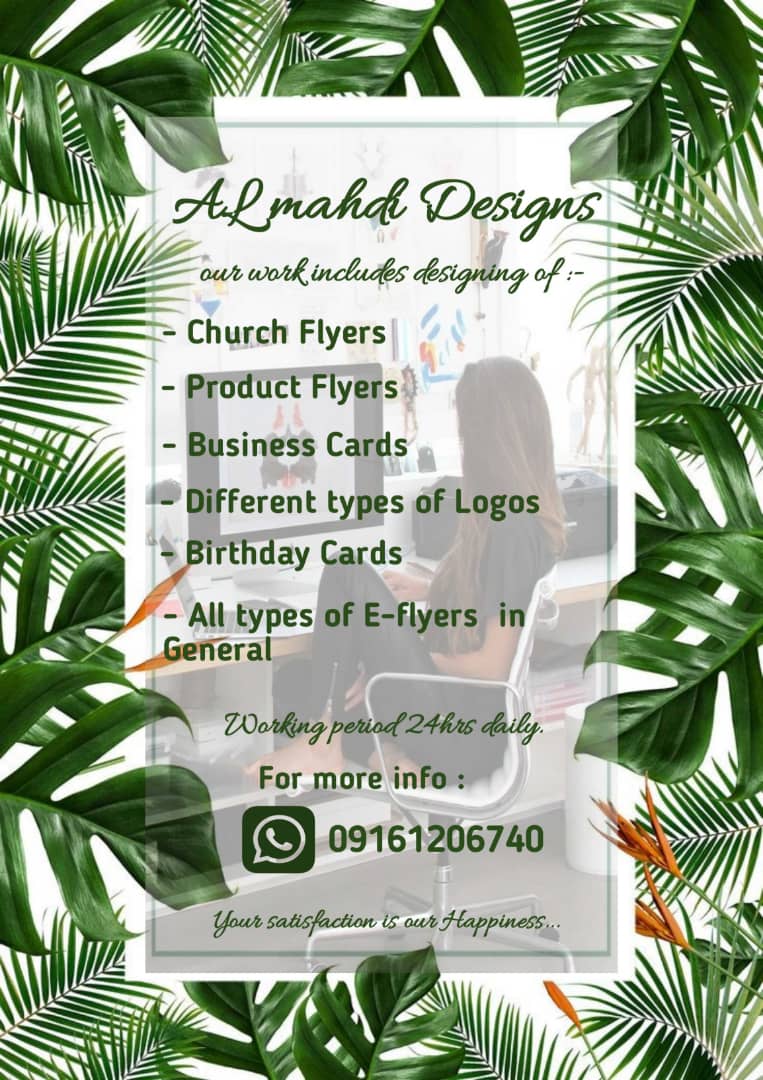 AL mahdi Designs
our work includes designing of :-
- Church Flyers
- Product Flyers
- Business Cards
- Different types of Logos
- Birthday Cards
- All types of E-flyers in
General
Working period 24hrs daily.
For more info :
09161206740
Your satisfaction is our Happiness...